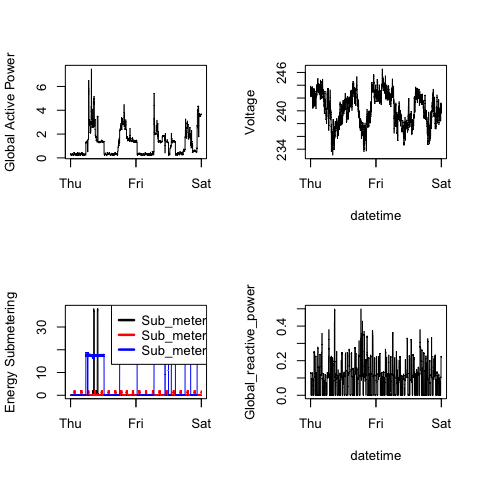 Global Active Power
0 2 4 6
Thu Fri Sat
Voltage
234 240 246
Thu Fri Sat
datetime
Energy Submetering
0 10 30
Sub_meter
Sub_meter
Sub_meter
Thu Fri Sat
Global_reactive_power
0.0 0.2 0.4
Thu Fri Sat
datetime